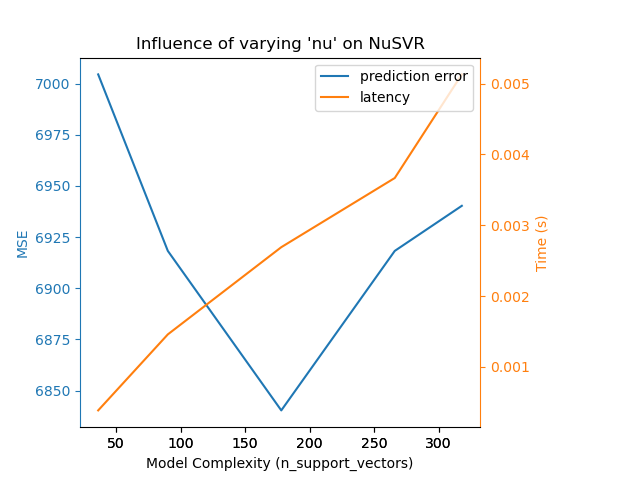 Influence of varying 'nu' on NuSVR
prediction error
latency
7000
6975
6950
6925
6900
6875
6850
MSE
0.005
0.004
0.003
0.002
0.001
Time (s)
50 100 150 200 250 300
Model Complexity (n_support_vectors)